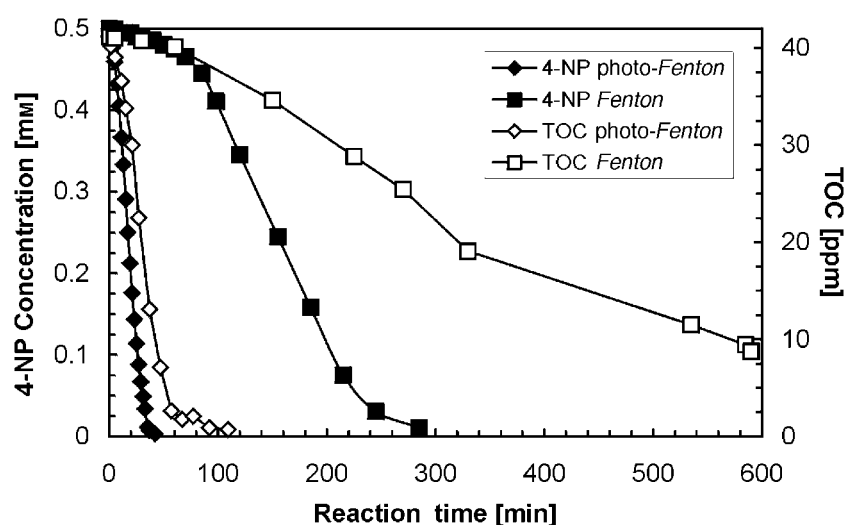 0.5
0.4
0.3
0.2
0.1
0
4-NP Concentration [mM]
4-NP photo-Fenton
4-NP Fenton
TOC photo-Fenton
TOC Fenton
40
30
20
10
0
TOC [ppm]
0 100 200 300 400 500 600
Reaction time [min]